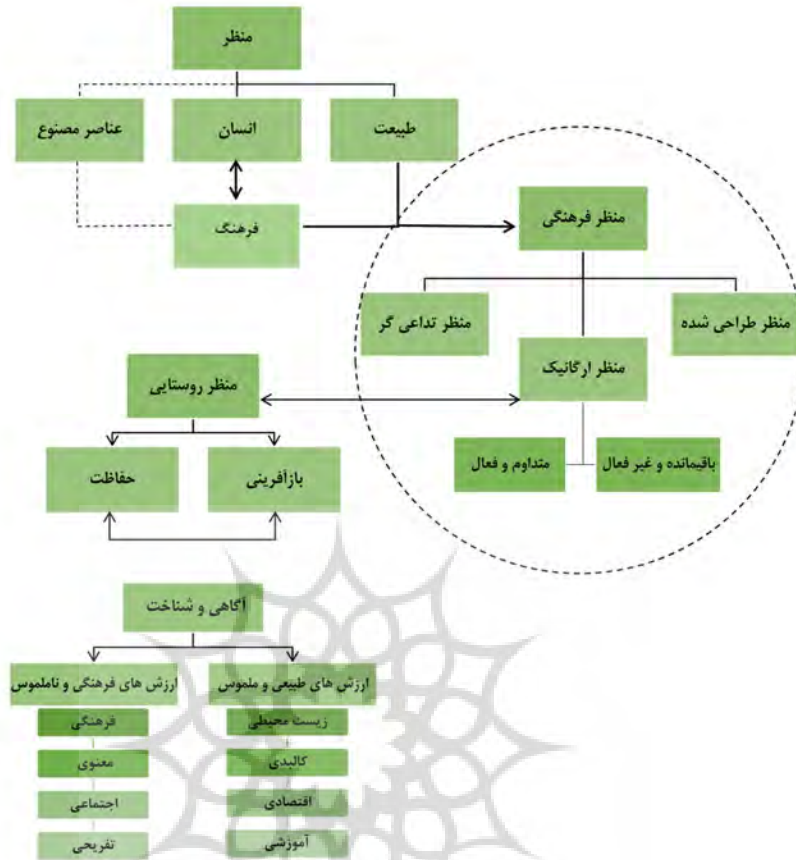 منظر
طبیعت
انسان
عناصر مصنوع
فرهنگ
منظر فرهنگی
منظر طراحی شده
منظر تداعی گر
منظر ارگانیک
باقیمانده و غیر فعال
متداوم و فعال
منظر روستایی
بازآفرینی
حفاظت
آگاهی و شناخت
ارزش های طبیعی و ملموس
زیست محیطی
کالبدی
اقتصادی
آموزشی
ارزش های فرهنگی و ناملموس
فرهنگی
معنوی
اجتماعی
تفریحی